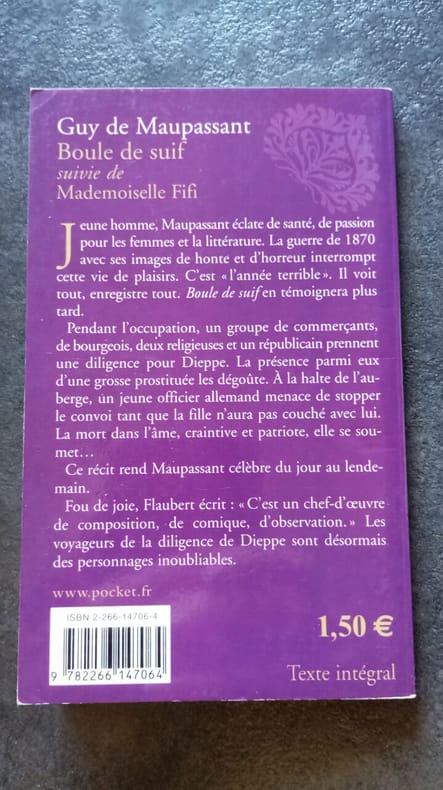 Guy de Maupassant
Boule de suif
suivie de
Mademoiselle Fifi
Jeune homme, Maupassant éclate de santé, de passion
pour les femmes et la littérature. La guerre de 1870
avec ses images de honte et d'horreur interrompt
cette vie de plaisirs. C'est « l'année terrible ». Il voit
tout, enregistre tout. Boule de suif en témoignera plus
tard.
Pendant l'occupation, un groupe de commerçants,
de bourgeois, deux religieuses et un républicain prennent
une diligence pour Dieppe. La présence parmi eux
d'une grosse prostituée les dégoûte. À la halte de l'au-
berge, un jeune officier allemand menace de stopper
le convoi tant que la fille n'aura pas couché avec lui.
La mort dans l'âme, craintive et patriote, elle se sou-
met...
Ce récit rend Maupassant célèbre du jour au lende-
main.
Fou de joie, Flaubert écrit : « C'est un chef-d'œuvre
de composition, de comique, d'observation. » Les
voyageurs de la diligence de Dieppe sont désormais
des personnages inoubliables.
www.pocket.fr
ISBN 2-266-14706-4
9 782266 147064
1,50 €
Texte intégral